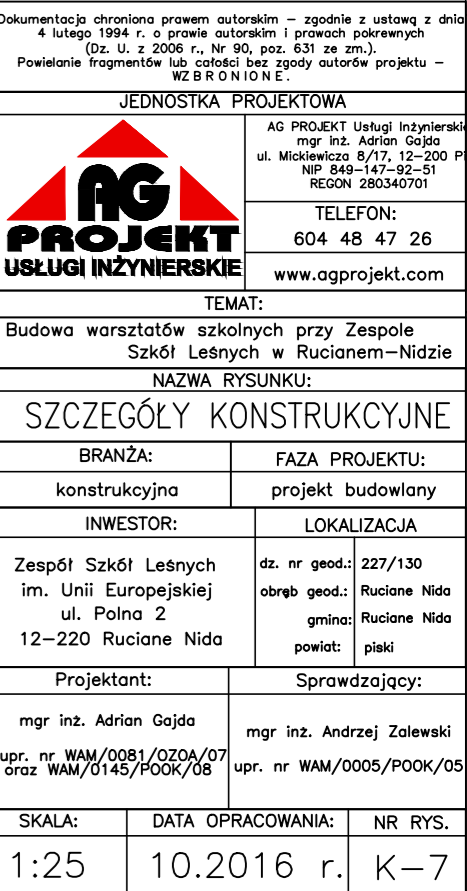 Dokumentacja chroniona prawem autorskim – zgodnie z ustawą z dnia
4 lutego 1994 r. o prawie autorskim i prawach pokrewnych
(Dz. U. z 2006 r., Nr 90, poz. 631 ze zm.).
Powielanie fragmentów lub całości bez zgody autorów projektu –
WZBRONIONE.
JEDNOSTKA PROJEKTOWA
AG
PROJEKT
USŁUGI INŻYNIERSKIE
AG PROJEKT Usługi Inżynierskie
mgr inż. Adrian Gajda
ul. Mickiewicza 8/17, 12–200 Pi
NIP 849–147–92–51
REGON 280340701
TELEFON:
604 48 47 26
www.agprojekt.com
TEMAT:
Budowa warsztatów szkolnych przy Zespole
Szkół Leśnych w Rucianem–Nidzie
NAZWA RYSUNKU:
SZCZEGÓŁY KONSTRUKCYJNE
BRANŻA:
konstrukcyjna
FAZA PROJEKTU:
projekt budowlany
INWESTOR:
Zespół Szkół Leśnych
im. Unii Europejskiej
ul. Polna 2
12–220 Ruciane Nida
LOKALIZACJA
dz. nr geod.: 227/130
obręb geod.: Ruciane Nida
gmina: Ruciane Nida
powiat: piski
Projektant:
mgr inż. Adrian Gajda
upr. nr WAM/0081/OZOA/07
oraz WAM/0145/POOK/08
Sprawdzający:
mgr inż. Andrzej Zalewski
upr. nr WAM/0005/POOK/05
SKALA:
1:25
DATA OPRACOWANIA:
10.2016 r.
NR RYS.
K–7